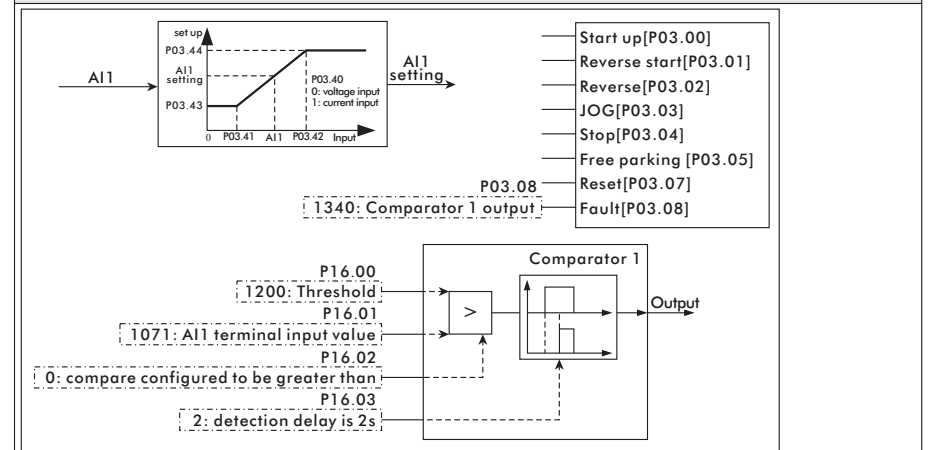 set up
P03.44
AI1
setting
P03.43
0
P03.41
AI1
P03.42
Input
P03.40
0: voltage input
1: current input
AI1
AI1
setting
Start up[P03.00]
Reverse start[P03.01]
Reverse[P03.02]
JOG[P03.03]
Stop[P03.04]
Free parking [P03.05]
Reset[P03.07]
Fault[P03.08]
P03.08
1340: Comparator 1 output
Comparator 1
P16.00
1200: Threshold
P16.01
1071: AI1 terminal input value
P16.02
0: compare configured to be greater than
P16.03
2: detection delay is 2s
>
Output